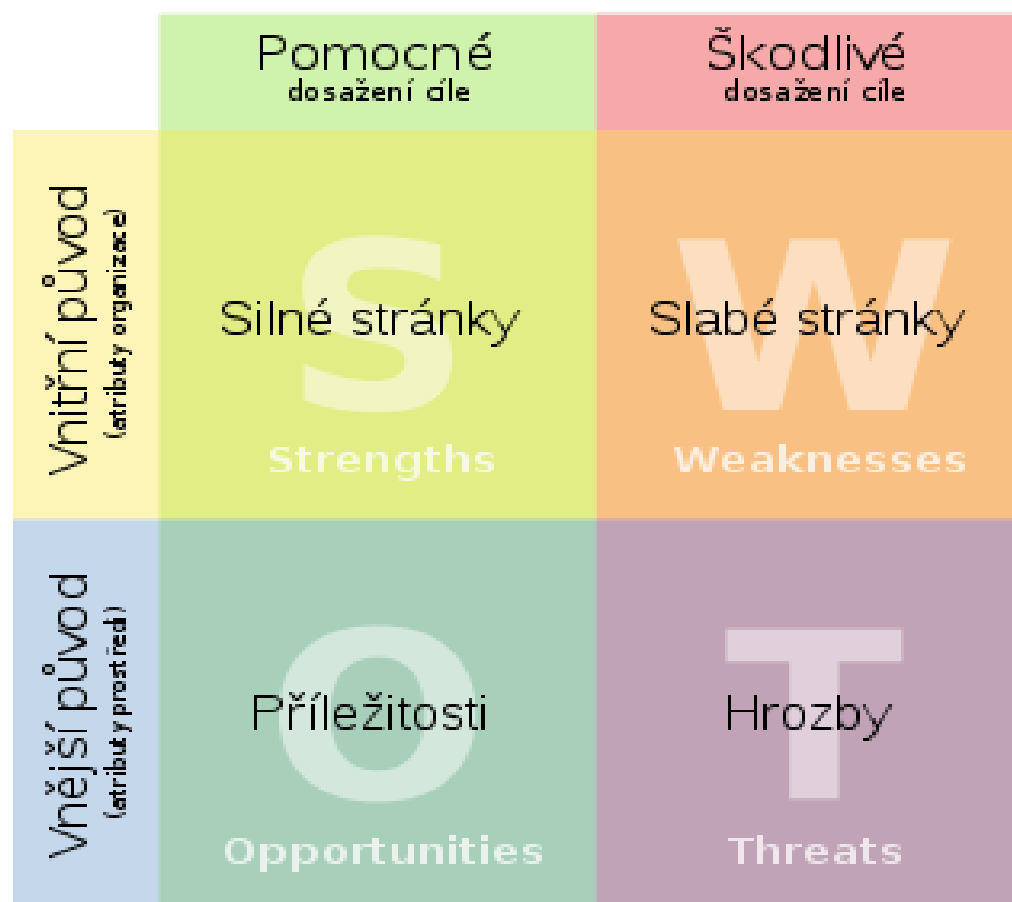 Pomocné
dosažení cíle
Škodlivé
dosažení cíle
Vnitřní původ
(atributy organizace)
S
Silné stránky
Strengths
W
Slabé stránky
Weaknesses
Vnější původ
(atributy prostředí)
O
Příležitosti
Opportunities
T
Hrozby
Threats